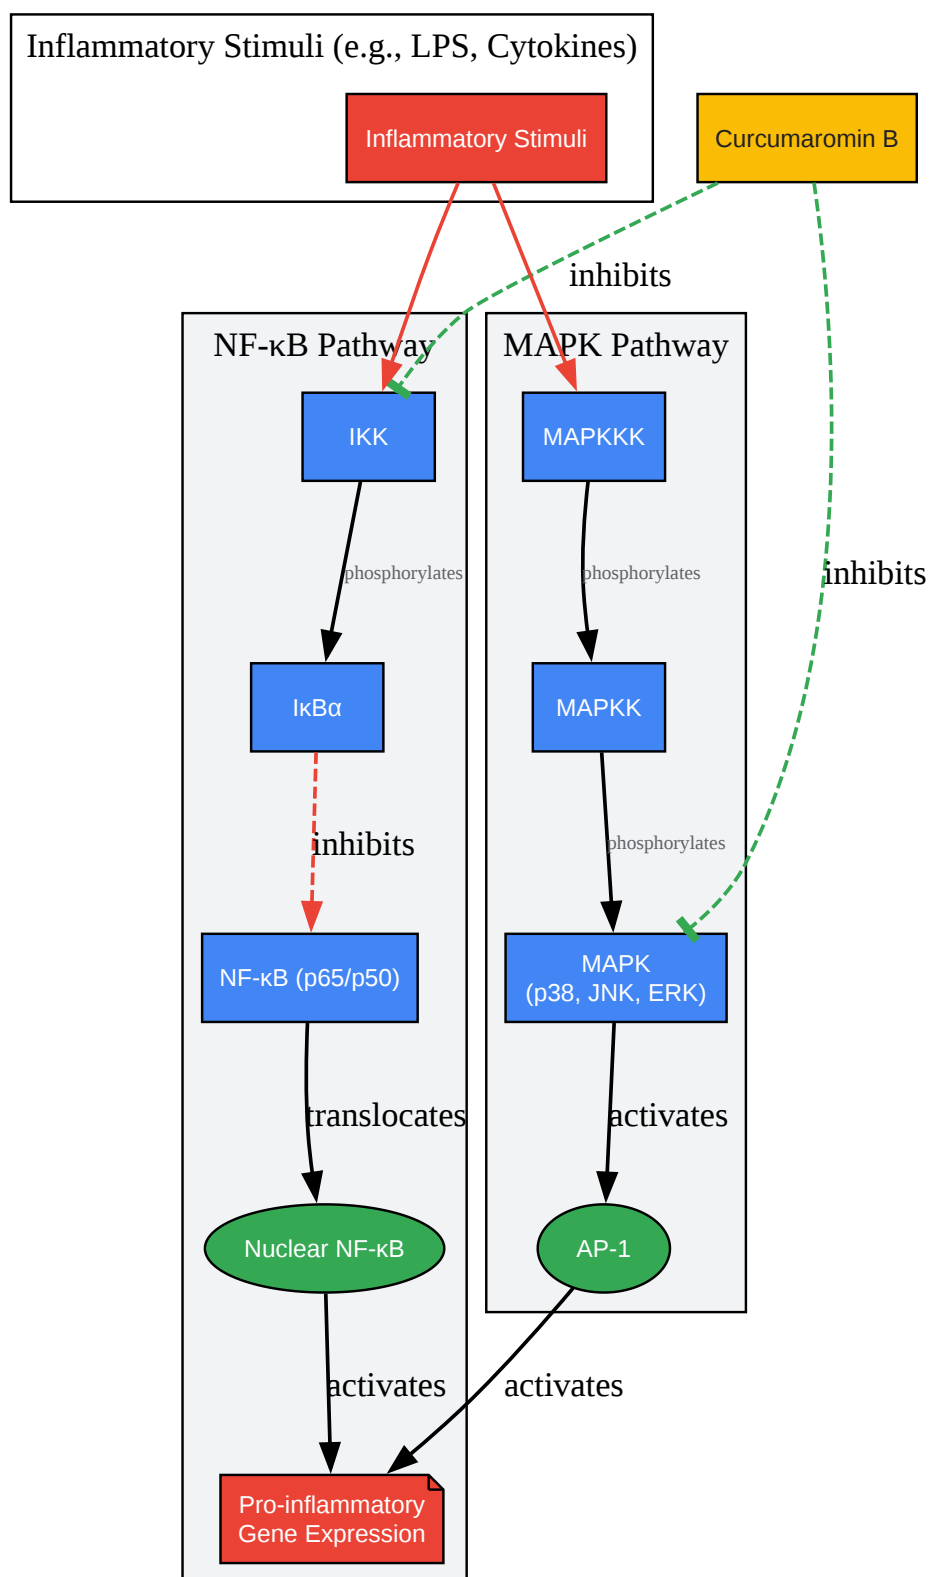 Inflammatory Stimuli (e.g., LPS, Cytokines)
Inflammatory Stimuli
Curcumaromin B
inhibits
NF-κB Pathway
MAPK Pathway
IKK
MAPKKK
phosphorylates
phosphorylates
inhibits
IκBα
MAPKK
inhibits
phosphorylates
NF-κB (p65/p50)
MAPK
(p38, JNK, ERK)
translocates
activates
Nuclear NF-κB
AP-1
activates
activates
Pro-inflammatory
Gene Expression